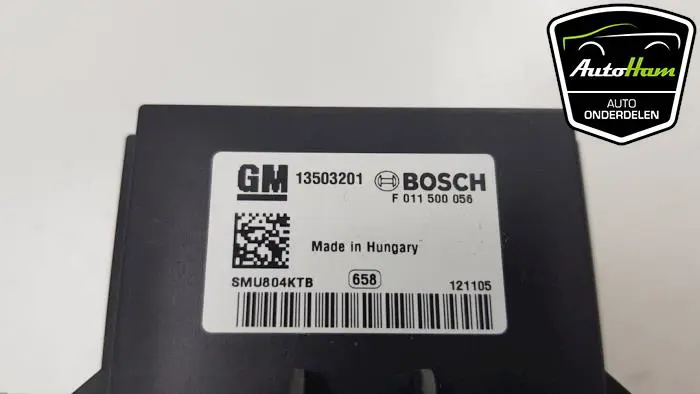 AutoHam
AUTO
ONDERDELEN
GM 13503201 BOSCH
F 011 500 056
Made in Hungary
SMU804KTB 658 121105